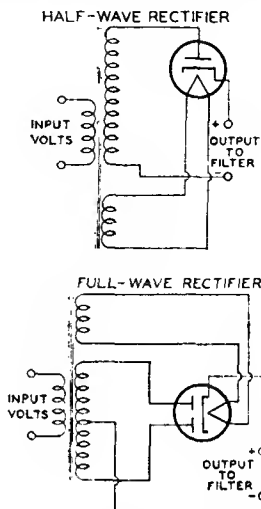 HALF-WAVE RECTIFIER
INPUT
VOLTS
+
OUTPUT
TO
-
FILTER
FULL-WAVE RECTIFIER
INPUT
VOLTS
+
OUTPUT
TO
FILTER
-